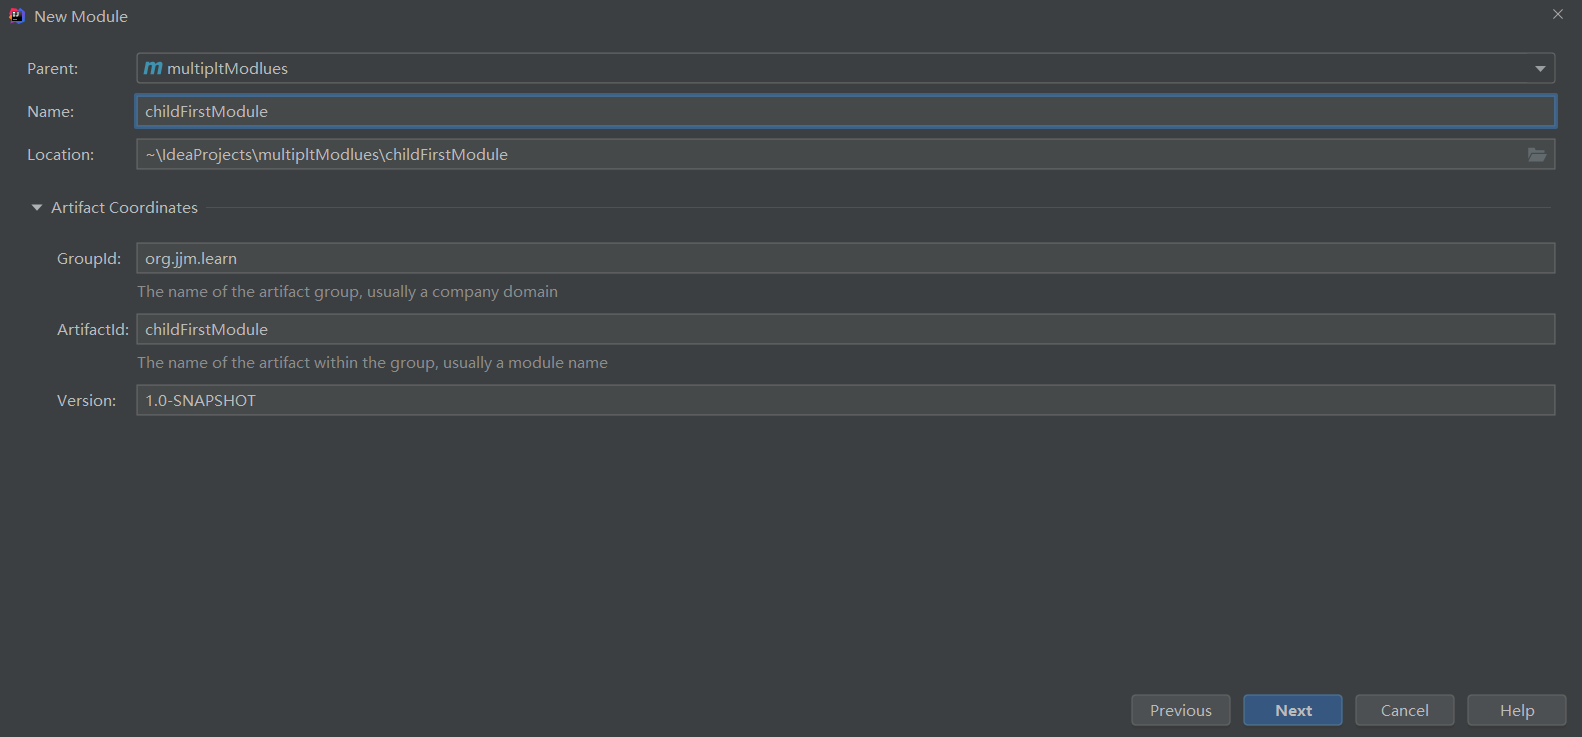 New Module
Parent: multipltModlues
Name: childFirstModule
Location: ~\IdeaProjects\multipltModlues\childFirstModule
Artifact Coordinates
GroupId: org.jjm.learn
The name of the artifact group, usually a company domain
ArtifactId: childFirstModule
The name of the artifact within the group, usually a module name
Version: 1.0-SNAPSHOT
Previous Next Cancel Help